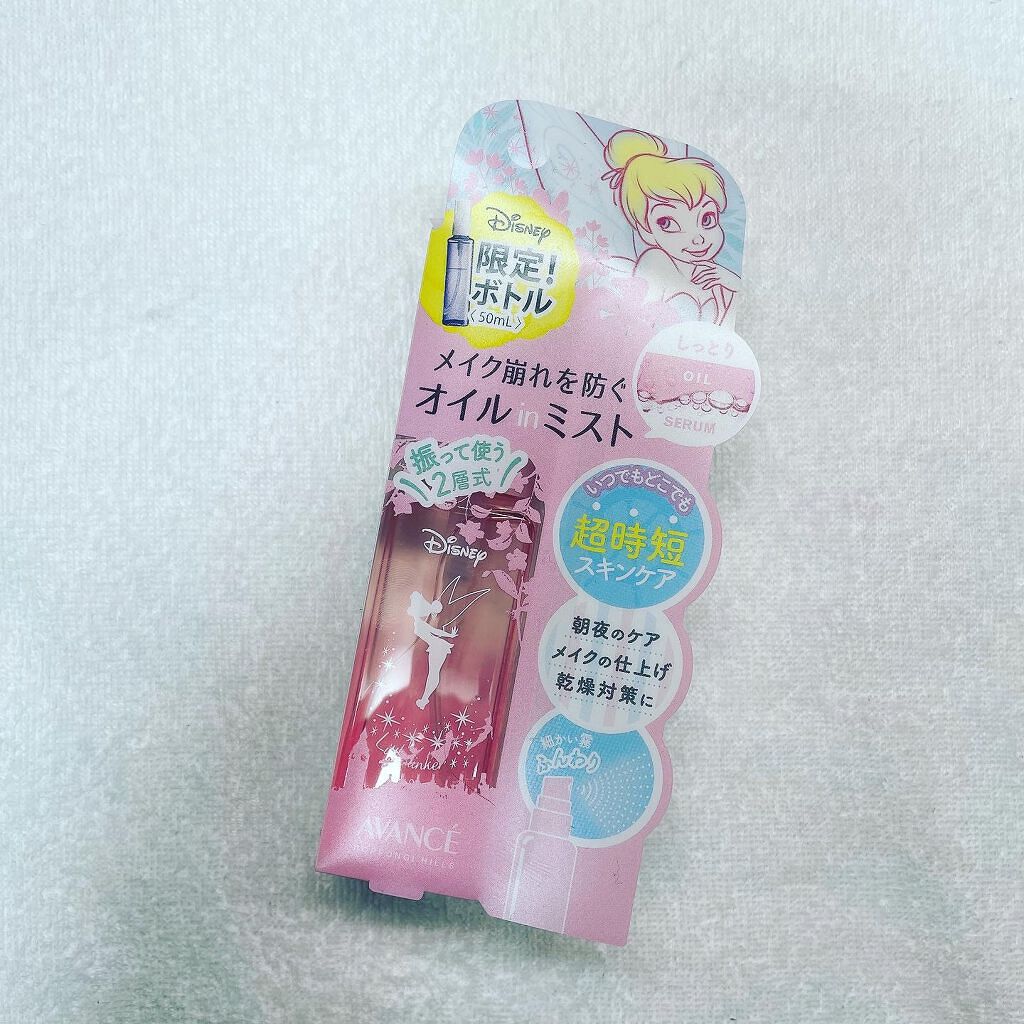 DISNEY
限定!
ボトル
〈50mL〉
メイク崩れを防ぐ
オイルinミスト
しっとり
OIL
SERUM
振って使う
2層式
DISNEY
いつでもどこでも
超時短
スキンケア
朝夜のケア
メイクの仕上げ
乾燥対策に
細かい霧
ふんわり
AVANCÉ